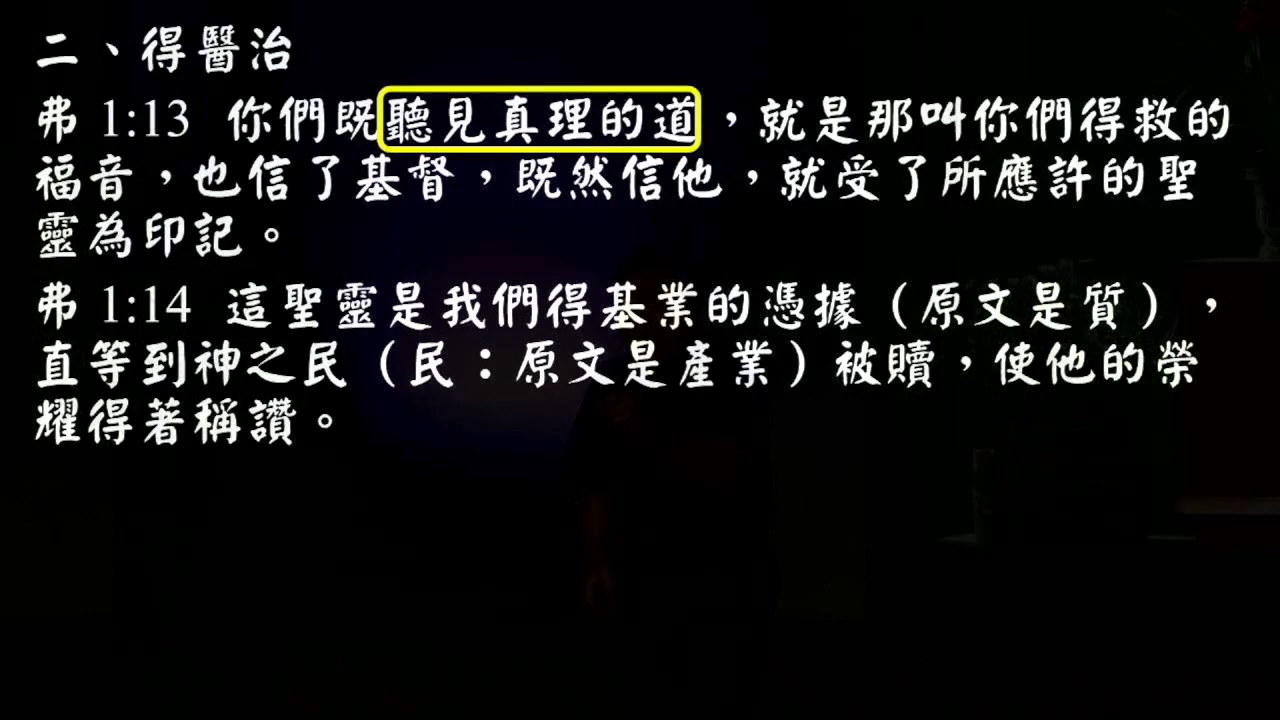 二、得醫治
弗 1:13 你們既聽見真理的道，就是那叫你們得救的
福音，也信了基督，既然信他，就受了所應許的聖
靈為印記。
弗 1:14 這聖靈是我們得基業的憑據（原文是質），
直等到神之民（民：原文是產業）被贖，使他的榮
耀得著稱讚。